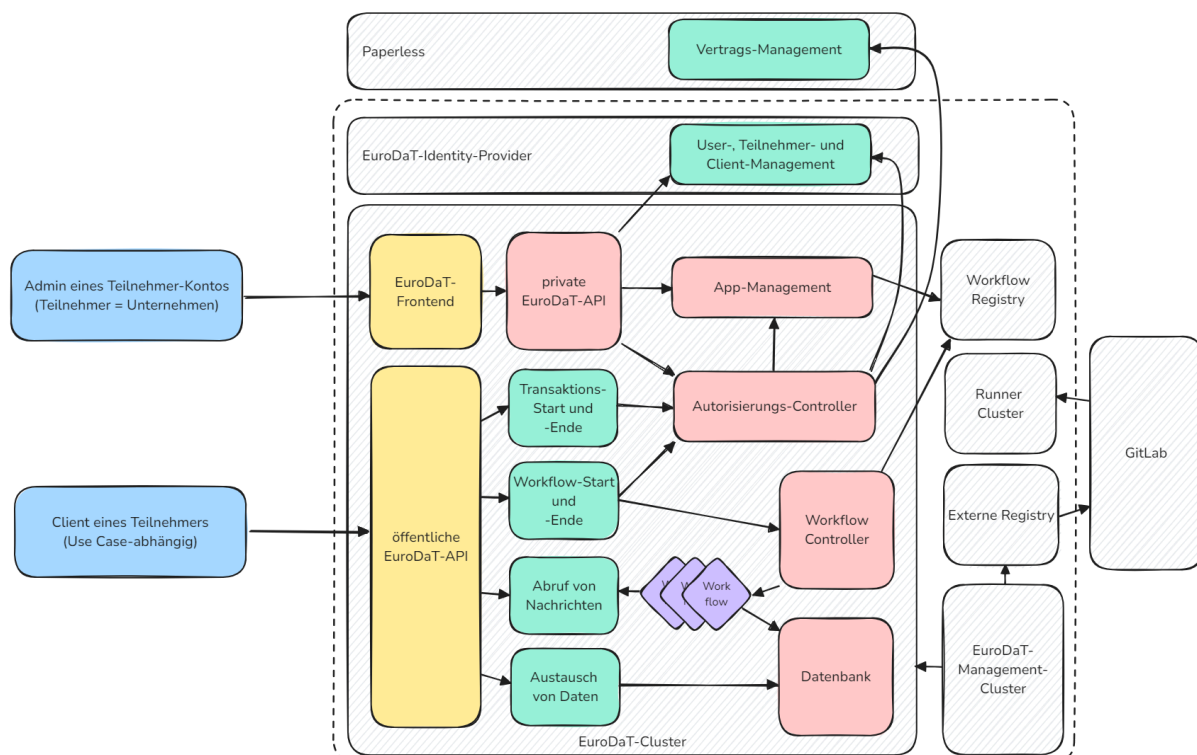 Paperless
Vertrags-Management
EuroDaT-Identity-Provider
User-, Teilnehmer- und
Client-Management
Admin eines Teilnehmer-Kontos
(Teilnehmer = Unternehmen)
EuroDaT-
Frontend
private
EuroDaT-API
App-Management
Workflow
Registry
Transaktions-
Start und
-Ende
Autorisierungs-Controller
Runner
Cluster
GitLab
Client eines Teilnehmers
(Use Case-abhängig)
öffentliche
EuroDaT-API
Workflow-Start
und
-Ende
Workflow
Controller
Externe Registry
Abruf von
Nachrichten
Work
flow
Austausch
von Daten
Datenbank
EuroDaT-
Management-
Cluster
EuroDaT-Cluster